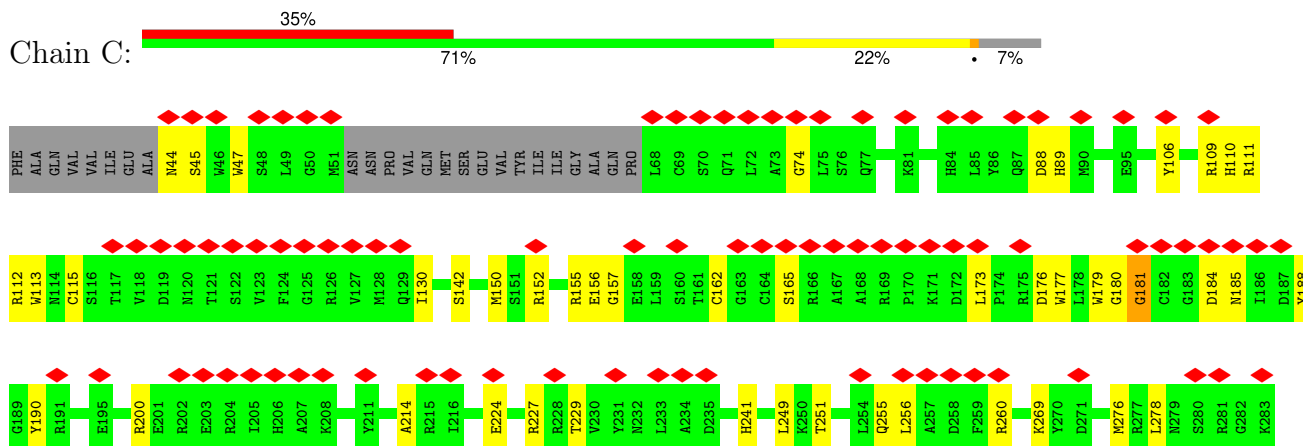 35%
Chain C:
71% 22% • 7%
PHE ALA GLN VAL VAL ILE GLU ALA N44 S45 W46 W47 S48 L49 G50 M51 ASN ASN PRO VAL GLN MET SER GLU VAL TYR ILE ILE GLY ALA GLN PRO L68 C69 S70 Q71 L72 A73 G74 L75 S76 Q77 K81 H84 L85 Y86 Q87 D88 H89 M90 E95 Y106 R109 H110 R111
R112 W113 N114 C115 S116 T117 V118 D119 N120 T121 S122 V123 F124 G125 R126 V127 M128 Q129 I130 S142 M150 S151 R152 R155 E156 G157 E158 L159 S160 T161 C162 G163 C164 S165 R166 A167 A168 R169 P170 K171 D172 L173 P174 R175 D176 W177 L178 W179 G180 G181 C182 G183 D184 N185 I186 D187 Y188
G189 Y190 R191 E195 R200 E201 R202 E203 R204 I205 H206 A207 K208 Y211 A214 R215 I216 E224 R227 R228 T229 V230 Y231 N232 L233 A234 D235 H241 L249 K250 T251 L254 Q255 L256 A257 D258 F259 R260 K269 Y270 D271 M276 R277 L278 N279 S280 R281 G282 K283